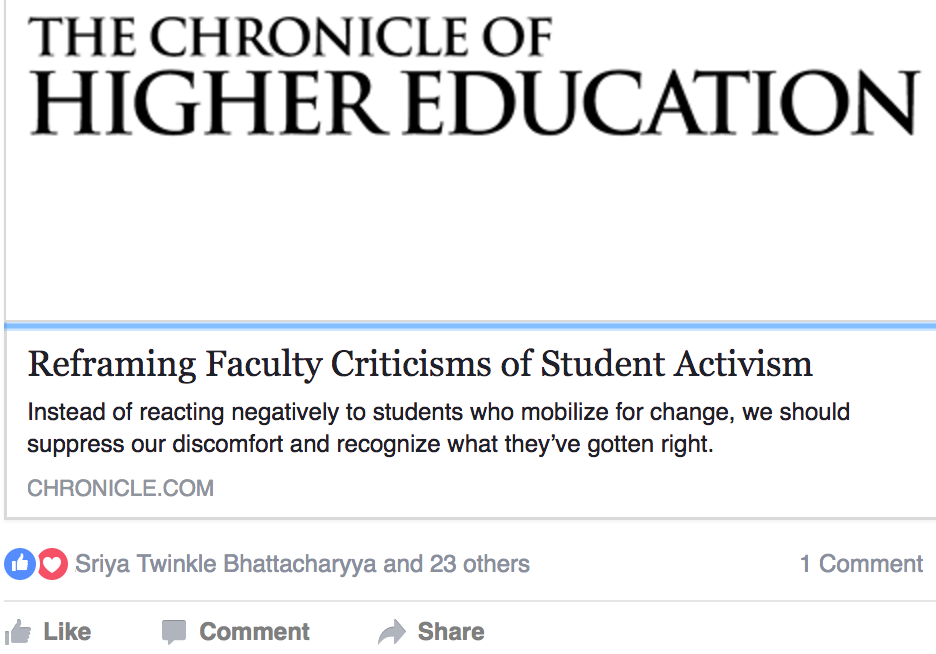 THE CHRONICLE OF
HIGHER EDUCATION
Reframing Faculty Criticisms of Student Activism
Instead of reacting negatively to students who mobilize for change, we should
suppress our discomfort and recognize what they’ve gotten right.
CHRONICLE.COM
Sriya Twinkle Bhattacharyya and 23 others 1 Comment
Like Comment Share